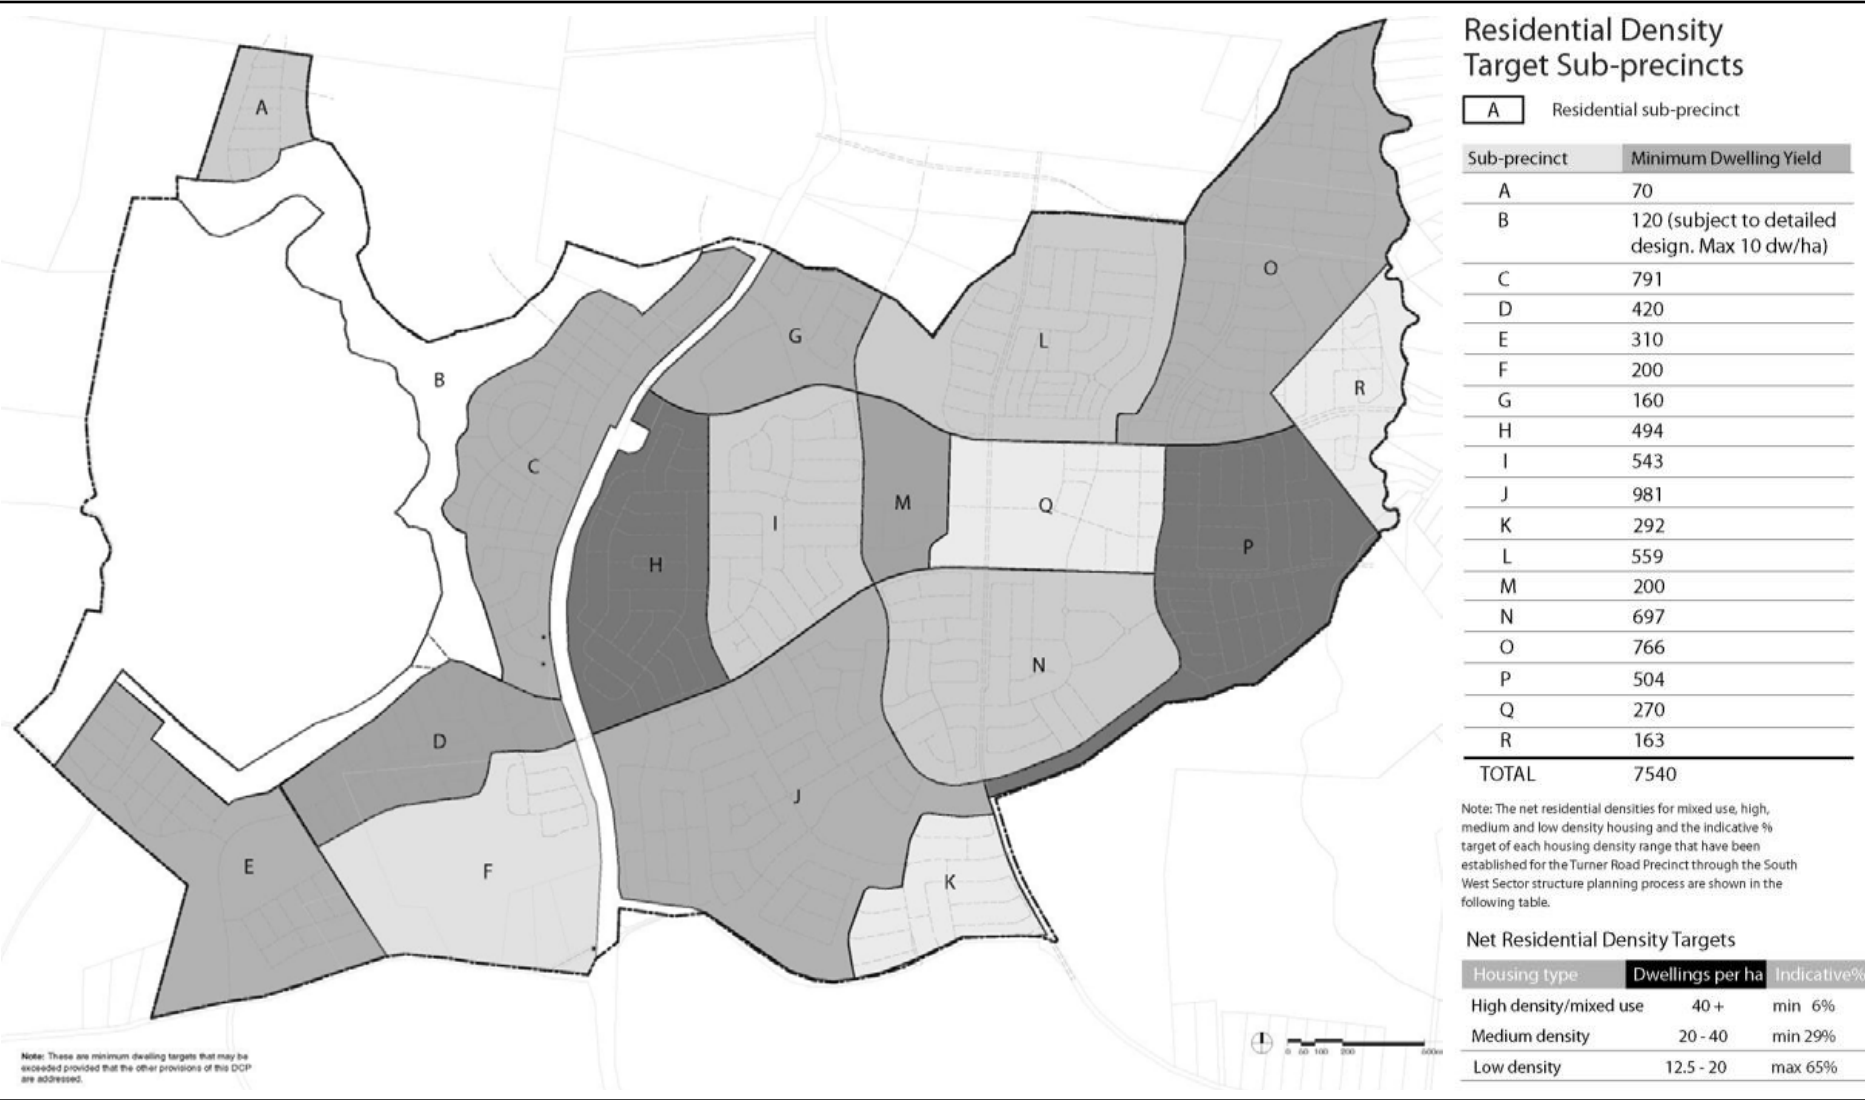 Residential Density
Target Sub-precincts
A Residential sub-precinct
Sub-precinct Minimum Dwelling Yield
A 70
B 120 (subject to detailed
design. Max 10 dw/ha)
C 791
D 420
E 310
F 200
G 160
H 494
I 543
J 981
K 292
L 559
M 200
N 697
O 766
P 504
Q 270
R 163
TOTAL 7540
Note: The net residential densities for mixed use, high,
medium and low density housing and the indicative %
target of each housing density range that have been
established for the Turner Road Precinct through the South
West Sector structure planning process are shown in the
following table.
Net Residential Density Targets
Housing type Dwellings per ha Indicative%
High density/mixed use 40 + min 6%
Medium density 20 - 40 min 29%
Low density 12.5 - 20 max 65%
A
O
G
L
B
R
C
M
Q
I
H
P
N
D
J
E
F
K
0 50 100 200 500m
Note: These are minimum dwelling targets that may be
exceeded provided that the other provisions of this DCP
are addressed.